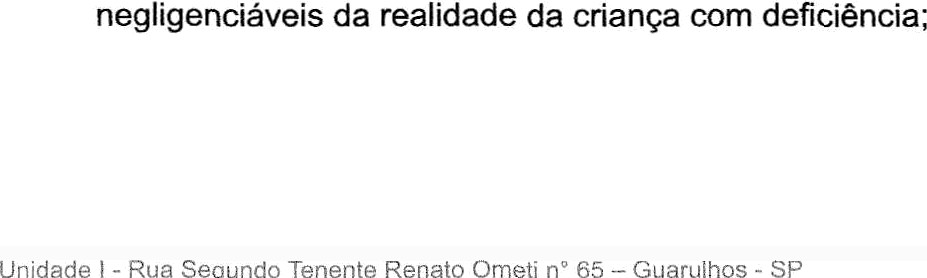 negligenciáveis da realidade da criança com deficiência;
Unidade I - Rua Segundo Tenente Renato Ometi n° 65 – Guarulhos - SP